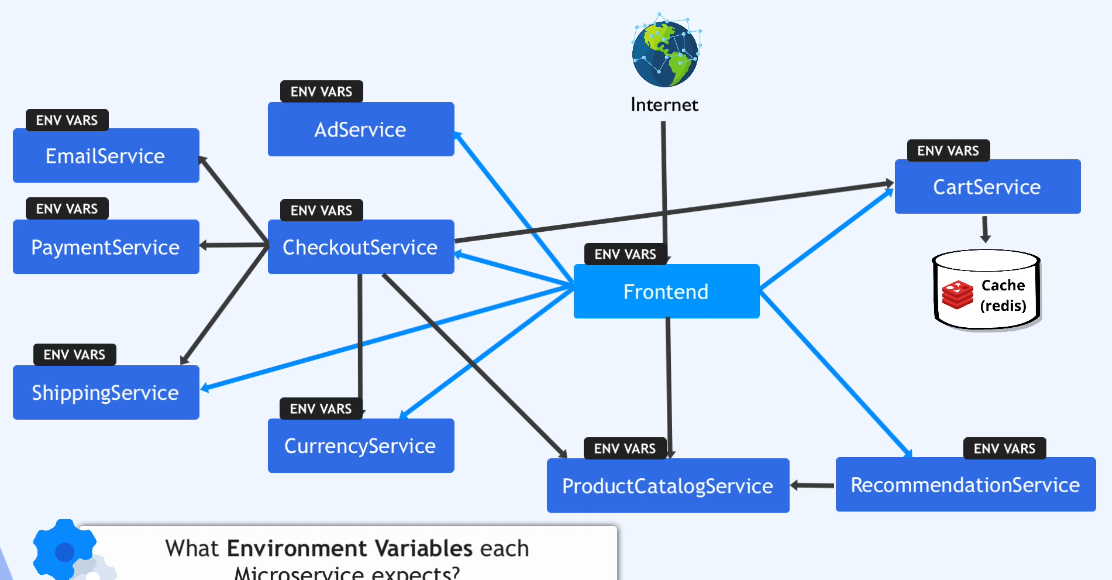 Internet
ENV VARS
AdService
ENV VARS
EmailService
ENV VARS
CartService
ENV VARS
PaymentService
ENV VARS
CheckoutService
ENV VARS
Frontend
Cache
(redis)
ENV VARS
ShippingService
ENV VARS
CurrencyService
ENV VARS
ProductCatalogService
ENV VARS
RecommendationService
What Environment Variables each
Microservice expects?